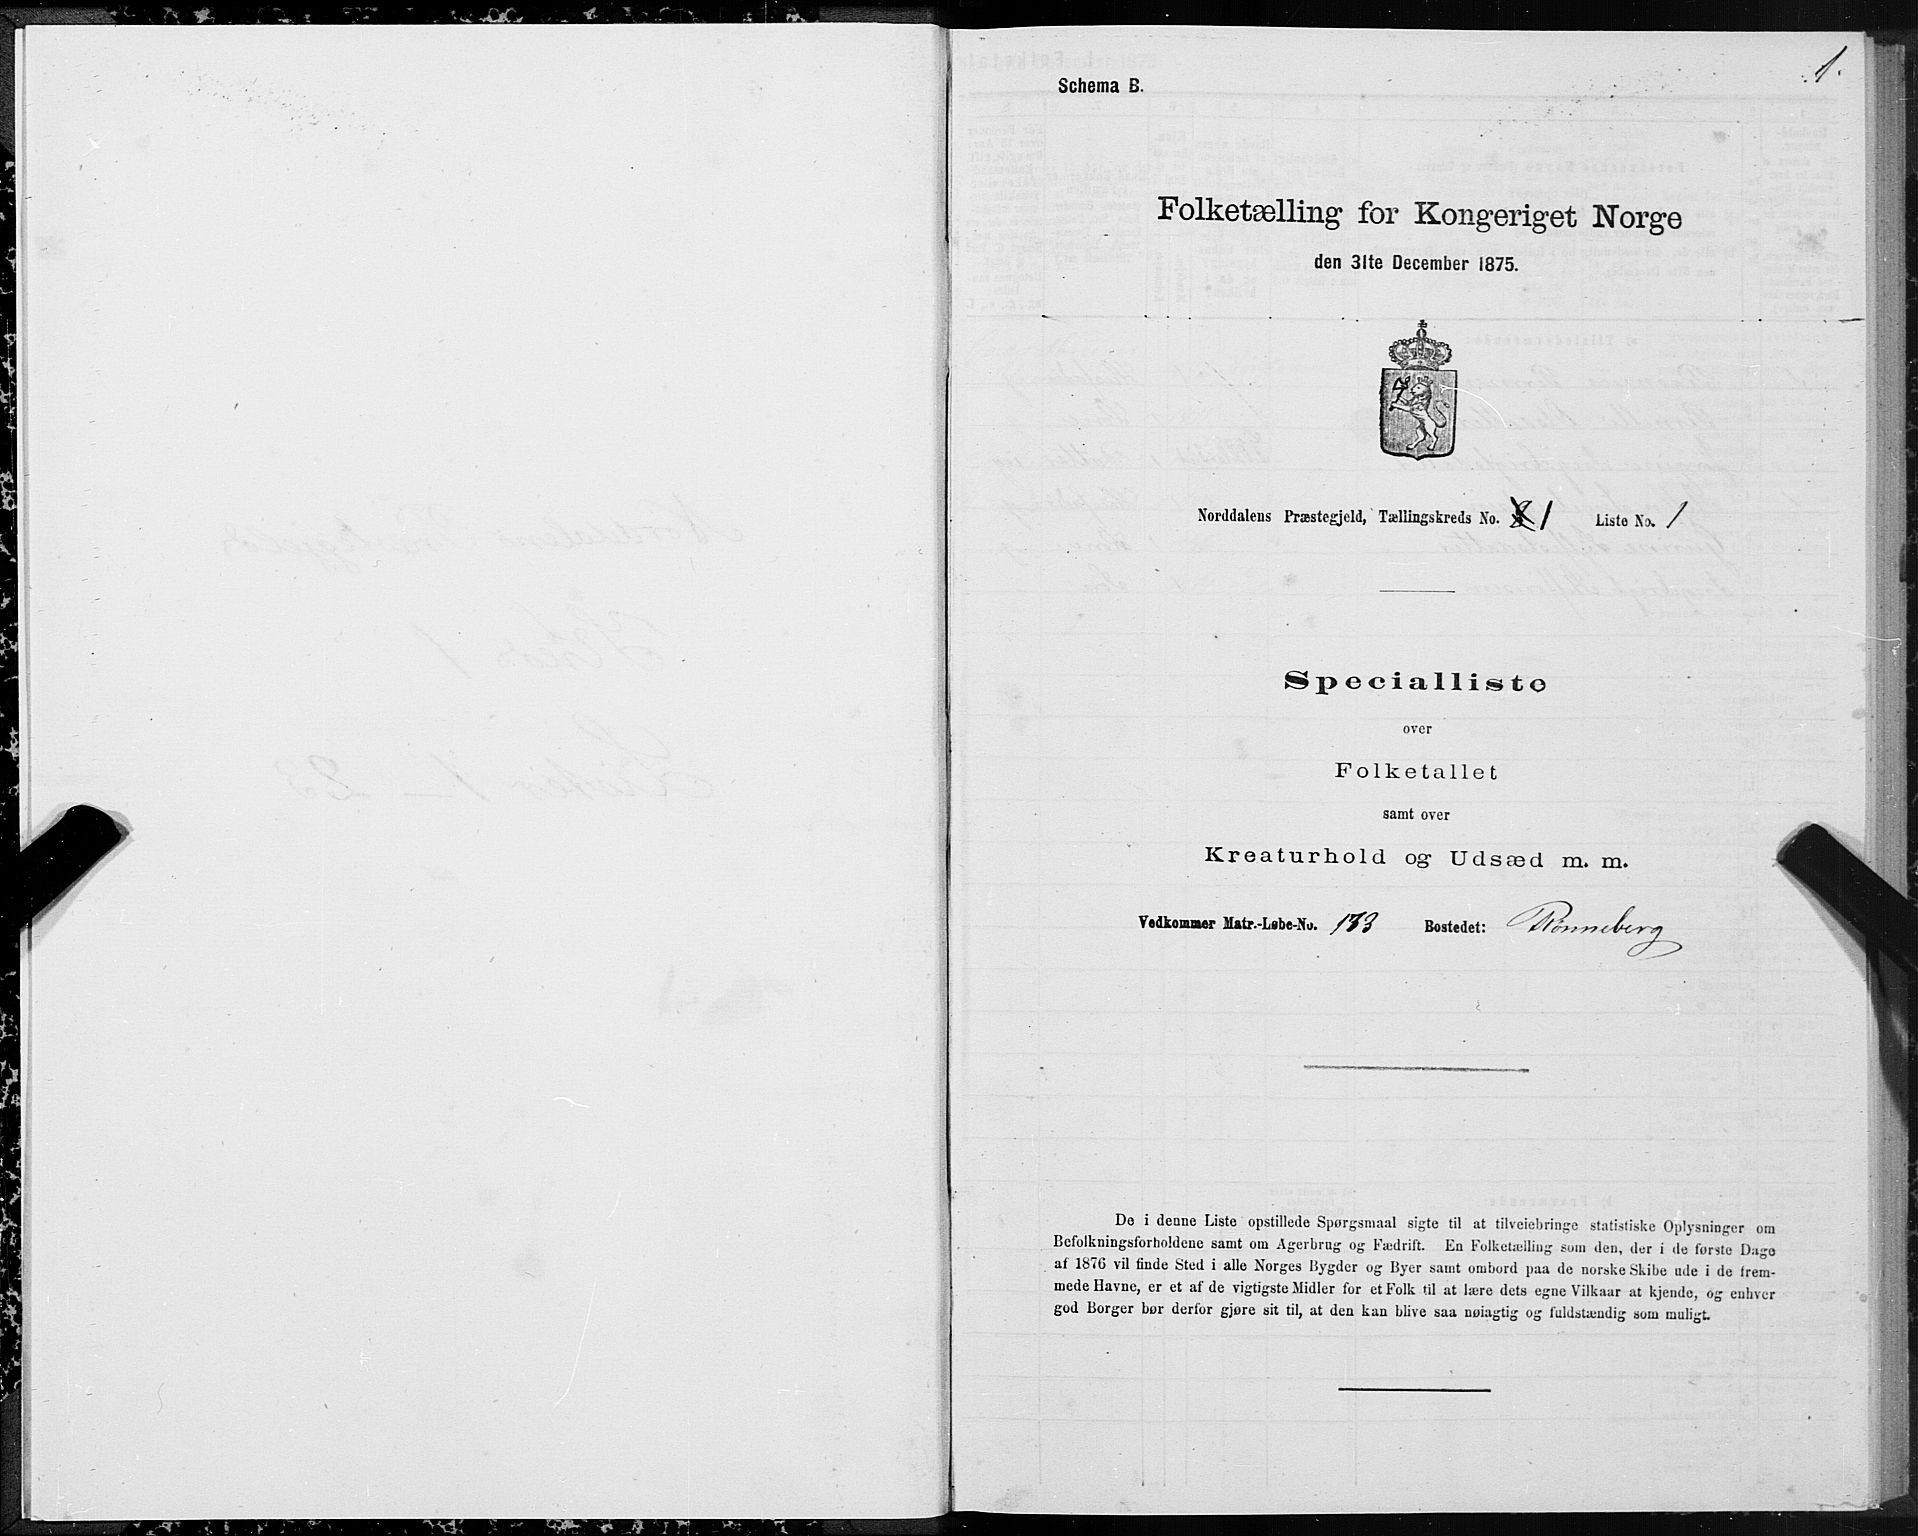 1.
Schema B.
Folketælling for Kongeriget Norge
den 31te December 1875.
Norddalens Præstegjeld, Tællingskreds No. 1 Liste No. 1
Specialliste
over
Folketallet
samt over
Kreaturhold og Udsæd m. m.
Vedkommer Matr.-Løbe-No. 133 Bostedet: Rønneberg
De i denne Liste opstillede Spørgsmaal sigte til at tilveiebringe statistiske Oplysninger om
Befolkningsforholdene samt om Agerbrug og Fædrift. En Folketælling som den, der i de første Dage
af 1876 vil finde Sted i alle Norges Bygder og Byer samt ombord paa de norske Skibe ude i de frem-
mede Havne, er et af de vigtigste Midler for et Folk til at lære dets egne Vilkaar at kjende, og enhver
god Borger bør derfor gjøre sit til, at den kan blive saa nøiagtig og fuldstændig som muligt.